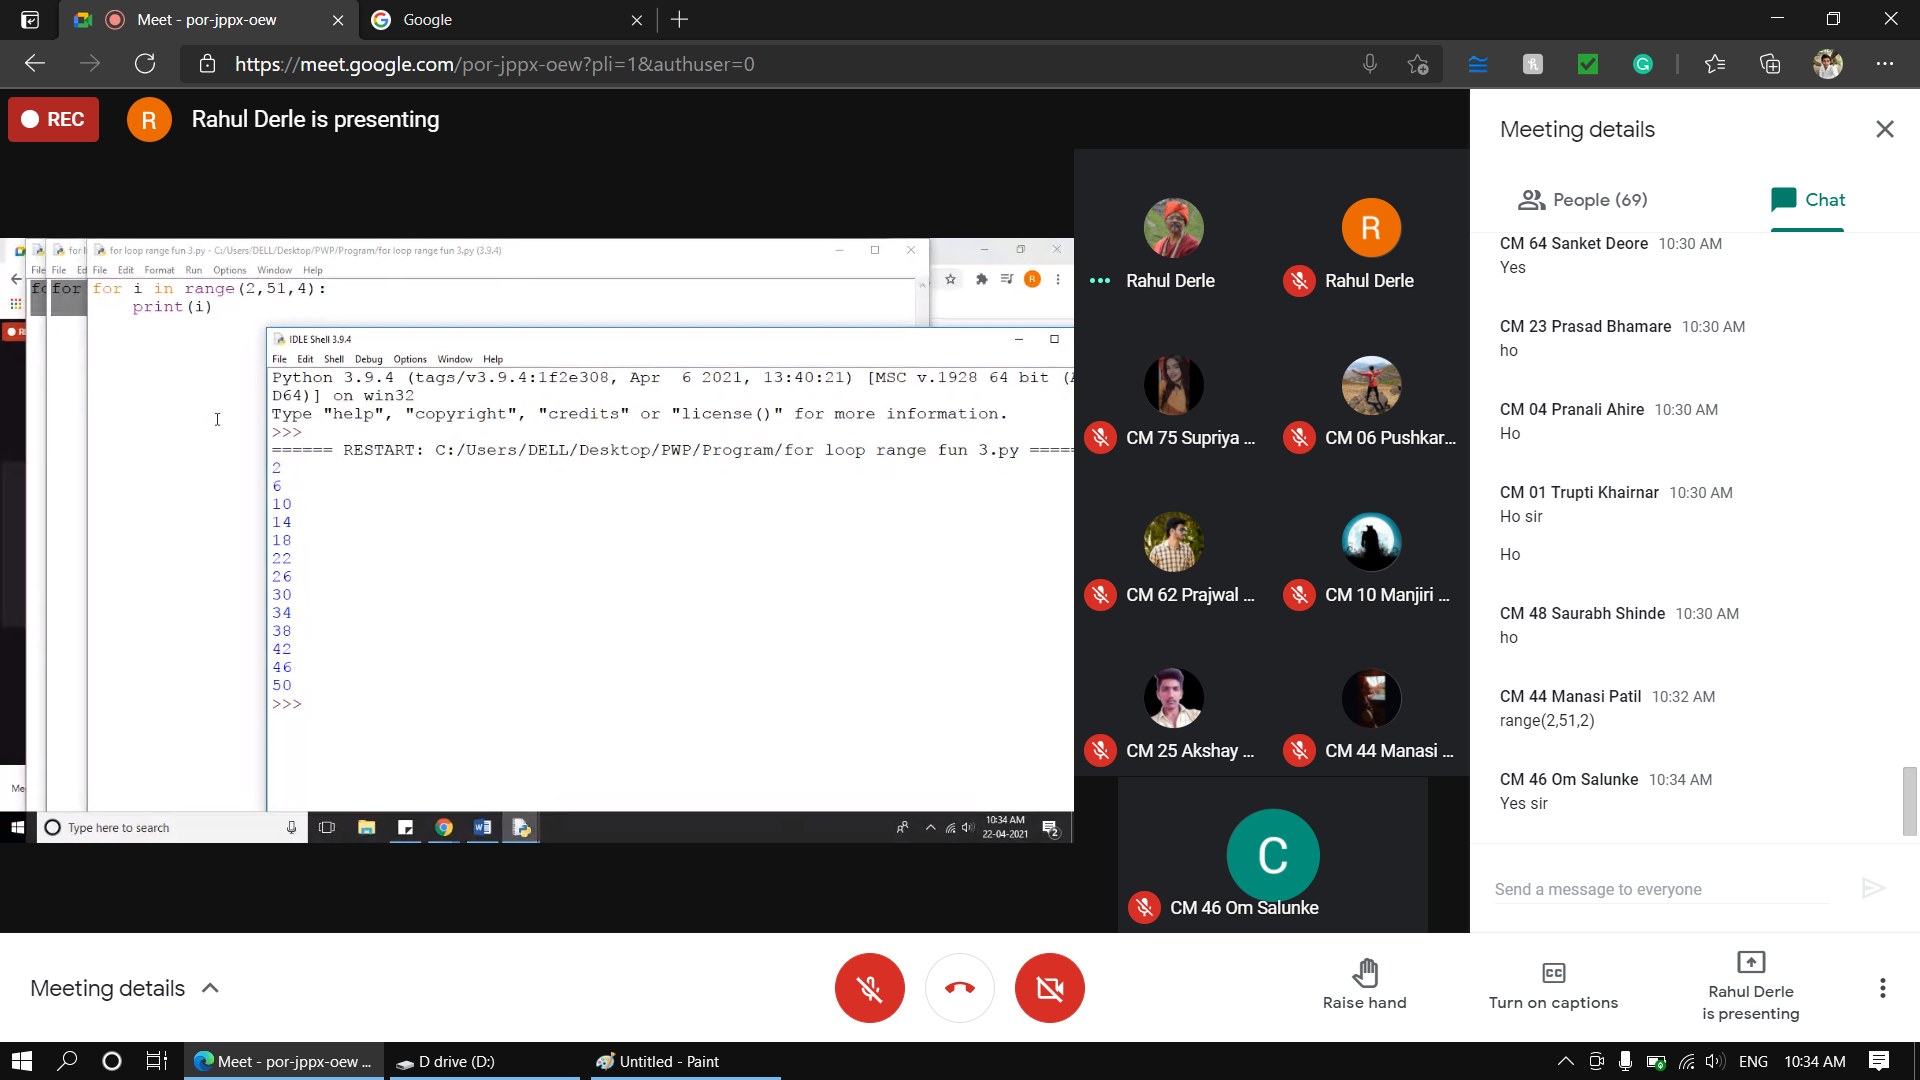 Meet - por-jppx-oew
Google
https://meet.google.com/por-jppx-oew?pli=1&authuser=0
REC
R
Rahul Derle is presenting
for loop range fun 3.py - C:/Users/DELL/Desktop/PWP/Program/for loop range fun 3.py (3.9.4)
File Edit Format Run Options Window Help
for i in range(2,51,4):
print(i)
IDLE Shell 3.9.4
File Edit Shell Debug Options Window Help
Python 3.9.4 (tags/v3.9.4:1f2e308, Apr 6 2021, 13:40:21) [MSC v.1928 64 bit (A
D64)] on win32
Type "help", "copyright", "credits" or "license()" for more information.
>>>
====== RESTART: C:/Users/DELL/Desktop/PWP/Program/for loop range fun 3.py =====
2
6
10
14
18
22
26
30
34
38
42
46
50
>>>
Type here to search
10:34 AM
22-04-2021
2
Rahul Derle
R
Rahul Derle
CM 75 Supriya ...
CM 06 Pushkar...
CM 62 Prajwal ...
CM 10 Manjiri ...
CM 25 Akshay ...
CM 44 Manasi ...
C
CM 46 Om Salunke
Meeting details
People (69)
Chat
CM 64 Sanket Deore 10:30 AM
Yes
CM 23 Prasad Bhamare 10:30 AM
ho
CM 04 Pranali Ahire 10:30 AM
Ho
CM 01 Trupti Khairnar 10:30 AM
Ho sir
Ho
CM 48 Saurabh Shinde 10:30 AM
ho
CM 44 Manasi Patil 10:32 AM
range(2,51,2)
CM 46 Om Salunke 10:34 AM
Yes sir
Send a message to everyone
Meeting details
Raise hand
Turn on captions
Rahul Derle
is presenting
Meet - por-jppx-oew ...
D drive (D:)
Untitled - Paint
ENG
10:34 AM